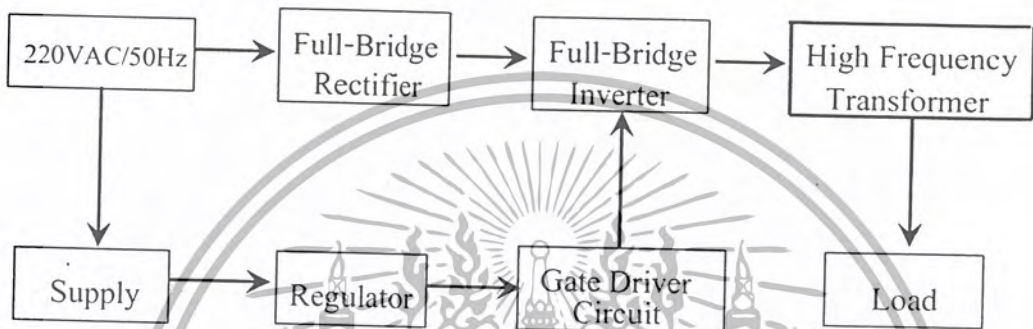 220VAC/50Hz
Full-Bridge
Rectifier
Full-Bridge
Inverter
High Frequency
Transformer
Supply
Regulator
Gate Driver
Circuit
Load